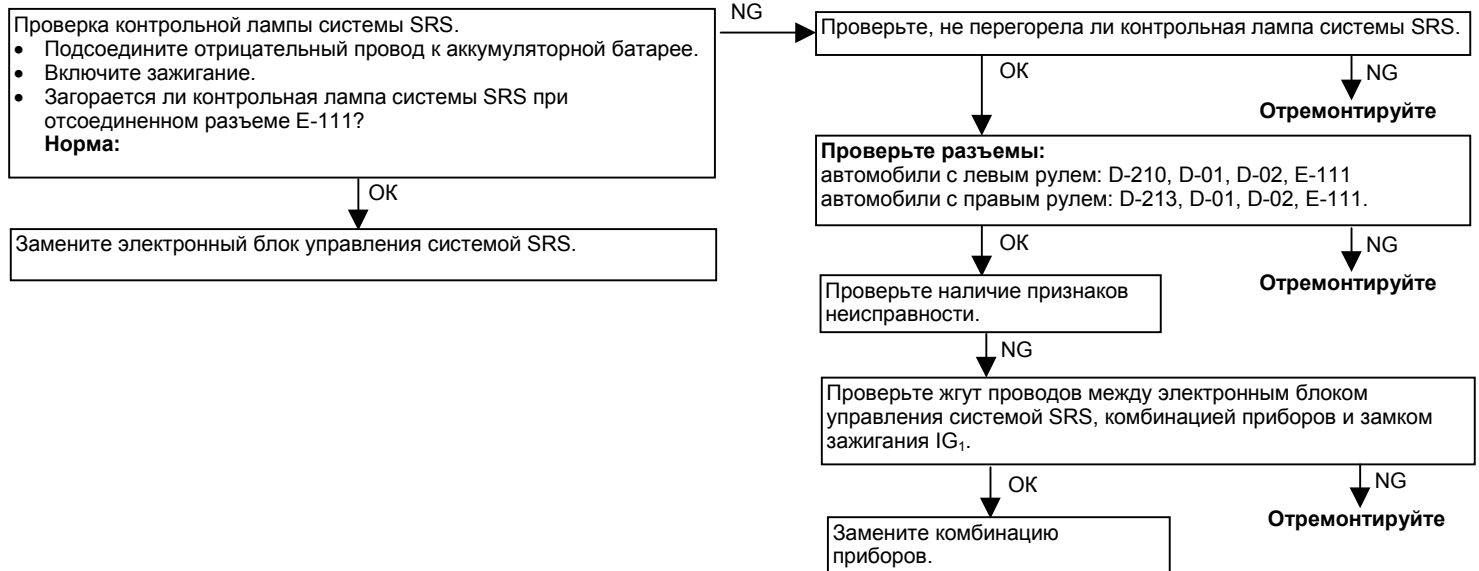 Проверка контрольной лампы системы SRS.
• Подсоедините отрицательный провод к аккумуляторной батарее.
• Включите зажигание.
• Загорается ли контрольная лампа системы SRS при
отсоединенном разъеме E-111?
Норма:
NG
Проверьте, не перегорела ли контрольная лампа системы SRS.
ОК
NG
Отремонтируйте
ОК
Замените электронный блок управления системой SRS.
Проверьте разъемы:
автомобили с левым рулем: D-210, D-01, D-02, E-111
автомобили с правым рулем: D-213, D-01, D-02, E-111.
ОК
NG
Отремонтируйте
Проверьте наличие признаков
неисправности.
NG
Проверьте жгут проводов между электронным блоком
управления системой SRS, комбинацией приборов и замком
зажигания IG₁.
ОК
NG
Отремонтируйте
Замените комбинацию
приборов.